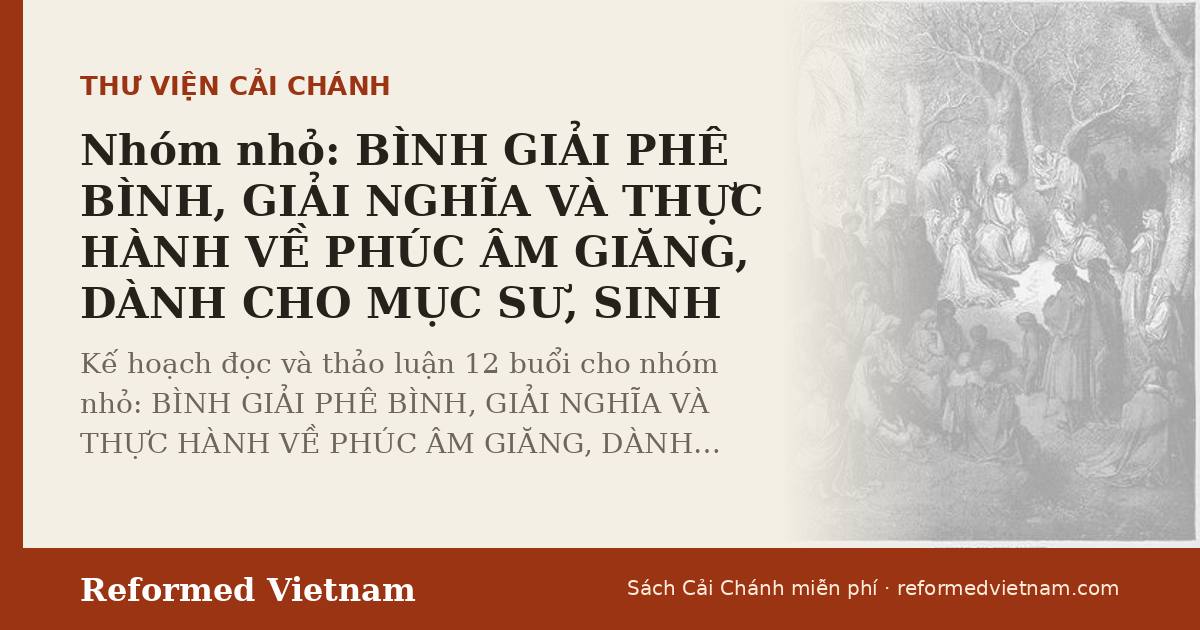 THƯ VIỆN CẢI CHÁNH
Nhóm nhỏ: BÌNH GIẢI PHÊ
BÌNH, GIẢI NGHĨA VÀ THỰC
HÀNH VỀ PHÚC ÂM GIĂNG,
DÀNH CHO MỤC SƯ, SINH
Kế hoạch đọc và thảo luận 12 buổi cho nhóm
nhỏ: BÌNH GIẢI PHÊ BÌNH, GIẢI NGHĨA VÀ
THỰC HÀNH VỀ PHÚC ÂM GIĂNG, DÀNH...
Reformed Vietnam
Sách Cải Chánh miễn phí · reformedvietnam.com